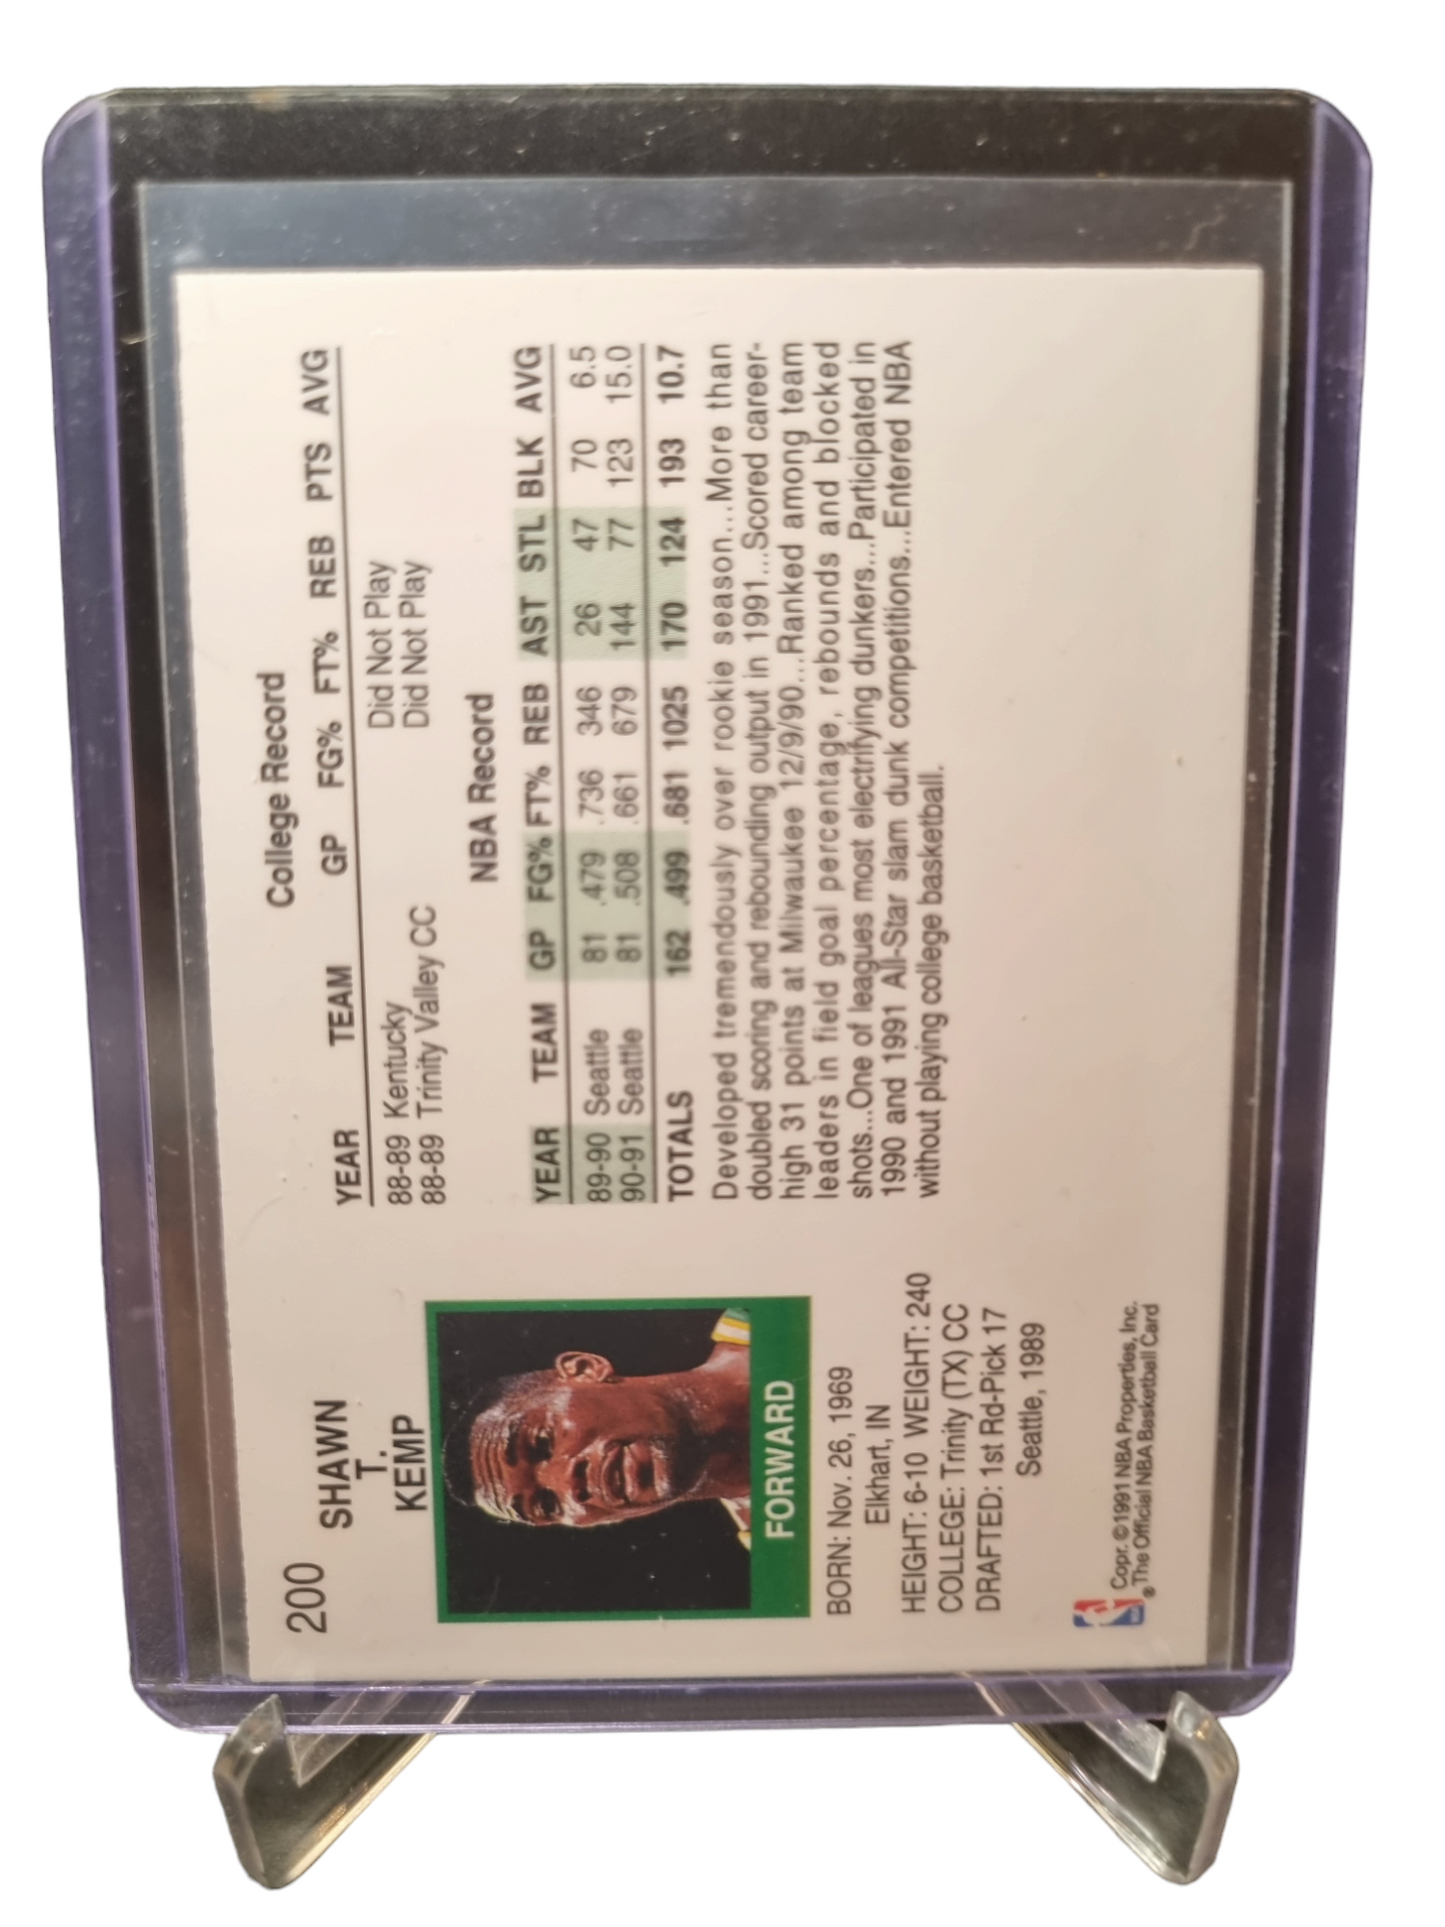 200
SHAWN
T.
KEMP
FORWARD
BORN: Nov. 26, 1969
Elkhart, IN
HEIGHT: 6-10 WEIGHT: 240
COLLEGE: Trinity (TX) CC
DRAFTED: 1st Rd-Pick 17
Seattle, 1989
Copr. ©1991 NBA Properties, Inc.
® The Official NBA Basketball Card
College Record
YEAR TEAM GP FG% FT% REB PTS AVG
88-89 Kentucky Did Not Play
88-89 Trinity Valley CC Did Not Play
NBA Record
YEAR TEAM GP FG% FT% REB AST STL BLK AVG
89-90 Seattle 81 .479 .736 346 26 47 70 6.5
90-91 Seattle 81 .508 .661 679 144 77 123 15.0
TOTALS 162 .499 .681 1025 170 124 193 10.7
Developed tremendously over rookie season...More than
doubled scoring and rebounding output in 1991...Scored career-
high 31 points at Milwaukee 12/9/90...Ranked among team
leaders in field goal percentage, rebounds and blocked
shots...One of leagues most electrifying dunkers...Participated in
1990 and 1991 All-Star slam dunk competitions...Entered NBA
without playing college basketball.